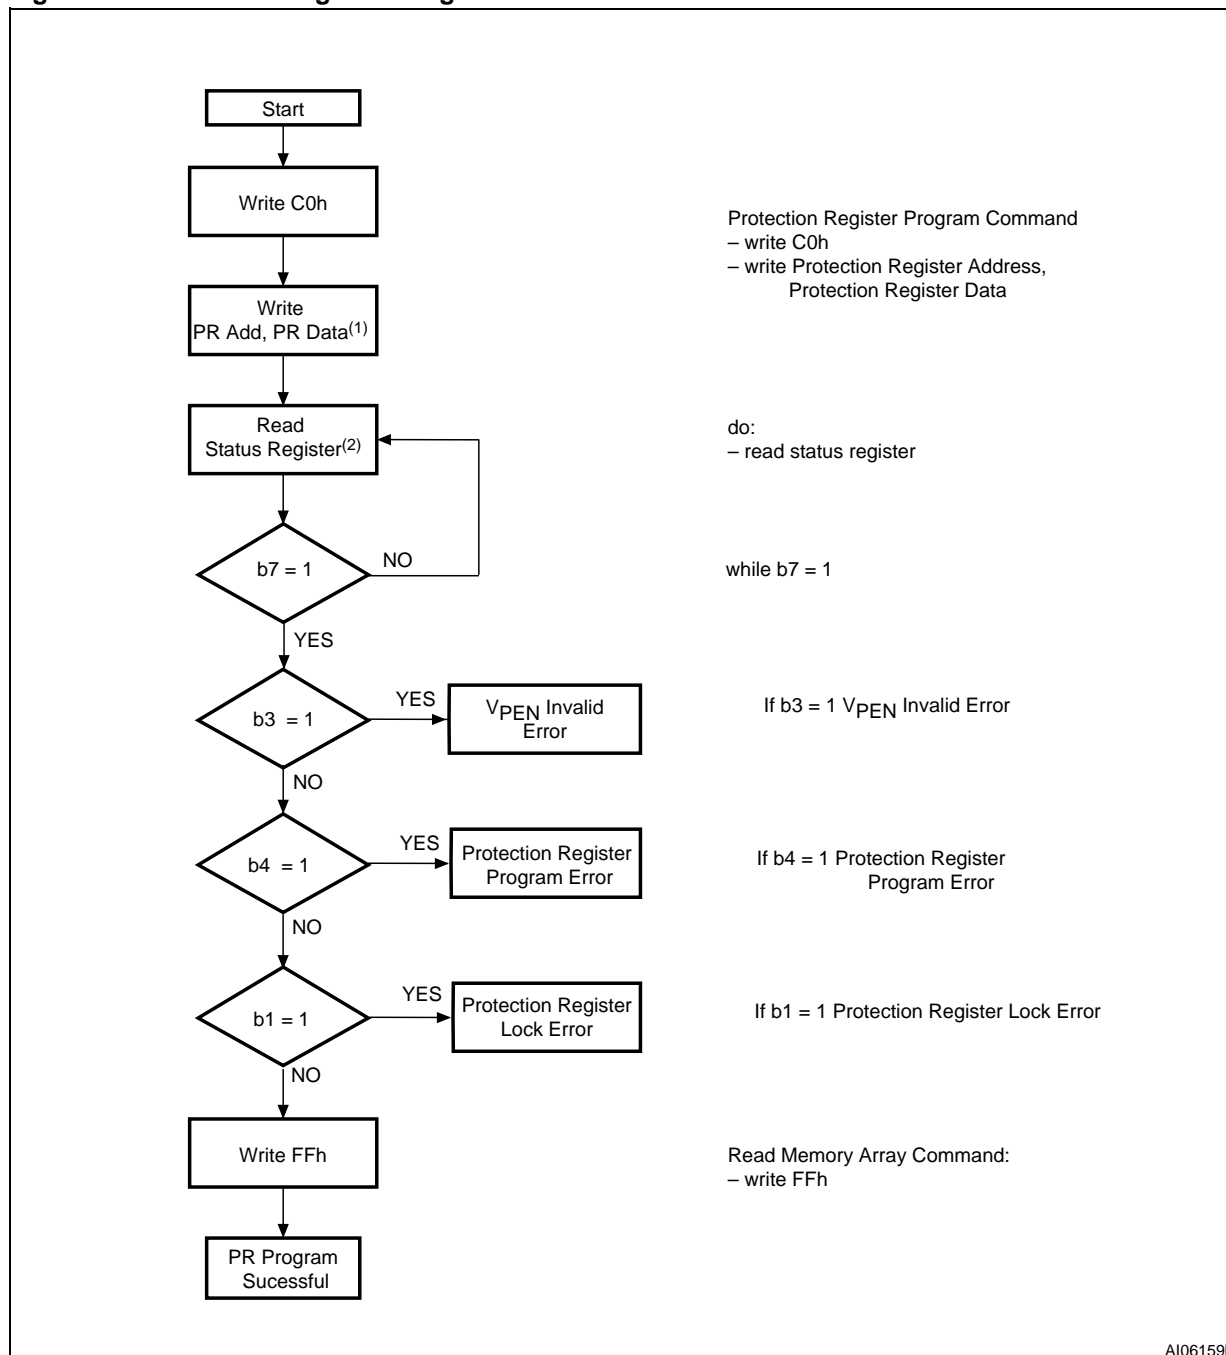 Start
Write C0h
Protection Register Program Command
– write C0h
– write Protection Register Address,
Protection Register Data
Write
PR Add, PR Data(1)
Read
Status Register(2)
do:
– read status register
b7 = 1
NO
while b7 = 1
YES
b3 = 1
YES
VPEN Invalid
Error
If b3 = 1 VPEN Invalid Error
NO
b4 = 1
YES
Protection Register
Program Error
If b4 = 1 Protection Register
Program Error
NO
b1 = 1
YES
Protection Register
Lock Error
If b1 = 1 Protection Register Lock Error
NO
Write FFh
Read Memory Array Command:
– write FFh
PR Program
Sucessful
AI06159